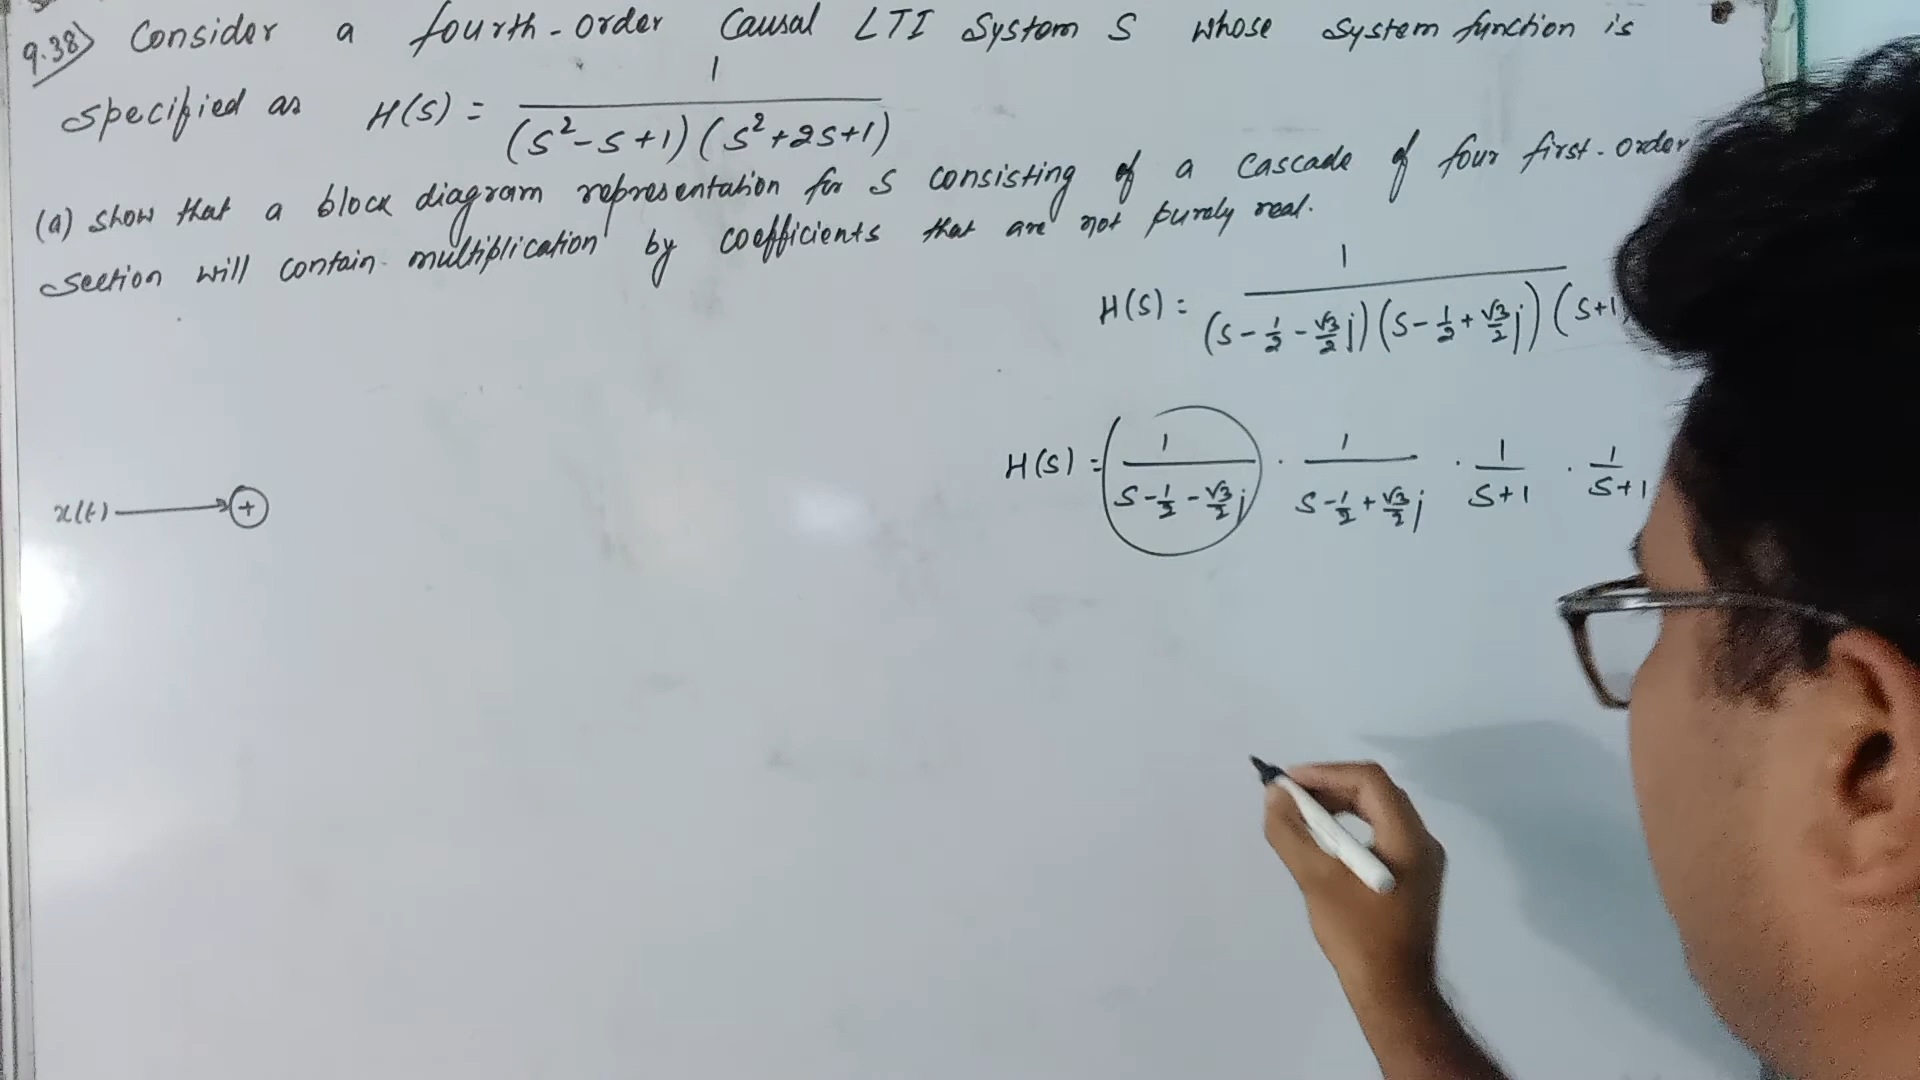 9.38) Consider a fourth-order Causal LTI System S whose system function is
specified as H(s) = 1 / (s²-s+1)(s²+2s+1)
(a) show that a block diagram representation for S consisting of a cascade of four first-order
section will contain multiplication by coefficients that are not purely real.
H(s) = 1 / (s - 1/2 - √3/2 j)(s - 1/2 + √3/2 j)(s+1
H(s) = 1 / (s - 1/2 - √3/2 j) · 1 / (s - 1/2 + √3/2 j) · 1 / (s+1) · 1 / (s+1
x(t) → +